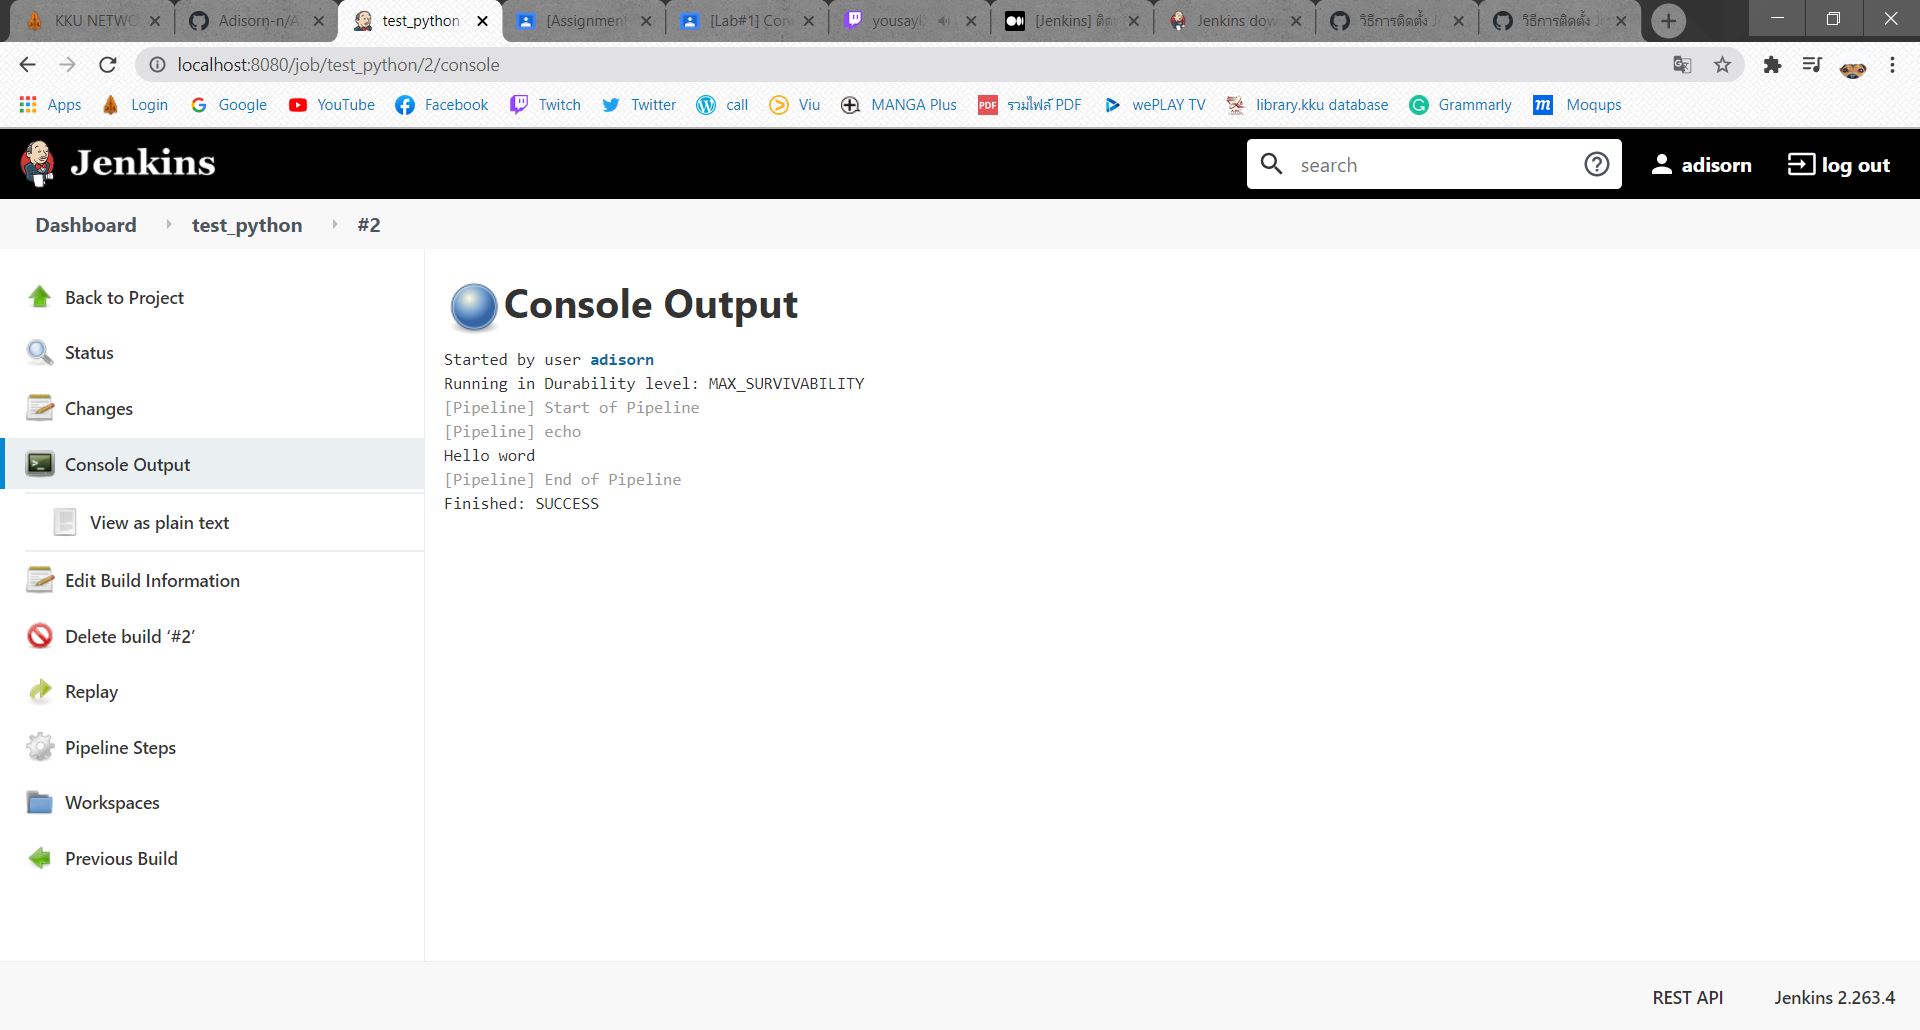 KKU NETWC
Adisorn-n/A
test_python
[Assignmen
[Lab#1] Con
yousayi
[Jenkins] ติด
Jenkins dow
วิธีการติดตั้ง Je
วิธีการติดตั้ง Je
localhost:8080/job/test_python/2/console
Apps
Login
Google
YouTube
Facebook
Twitch
Twitter
call
Viu
MANGA Plus
PDF
รวมไฟล์ PDF
wePLAY TV
library.kku database
Grammarly
m
Moqups
Jenkins
search
adisorn
log out
Dashboard
test_python
#2
Back to Project
Status
Changes
Console Output
View as plain text
Edit Build Information
Delete build ‘#2’
Replay
Pipeline Steps
Workspaces
Previous Build
Console Output
Started by user adisorn
Running in Durability level: MAX_SURVIVABILITY
[Pipeline] Start of Pipeline
[Pipeline] echo
Hello word
[Pipeline] End of Pipeline
Finished: SUCCESS
REST API
Jenkins 2.263.4